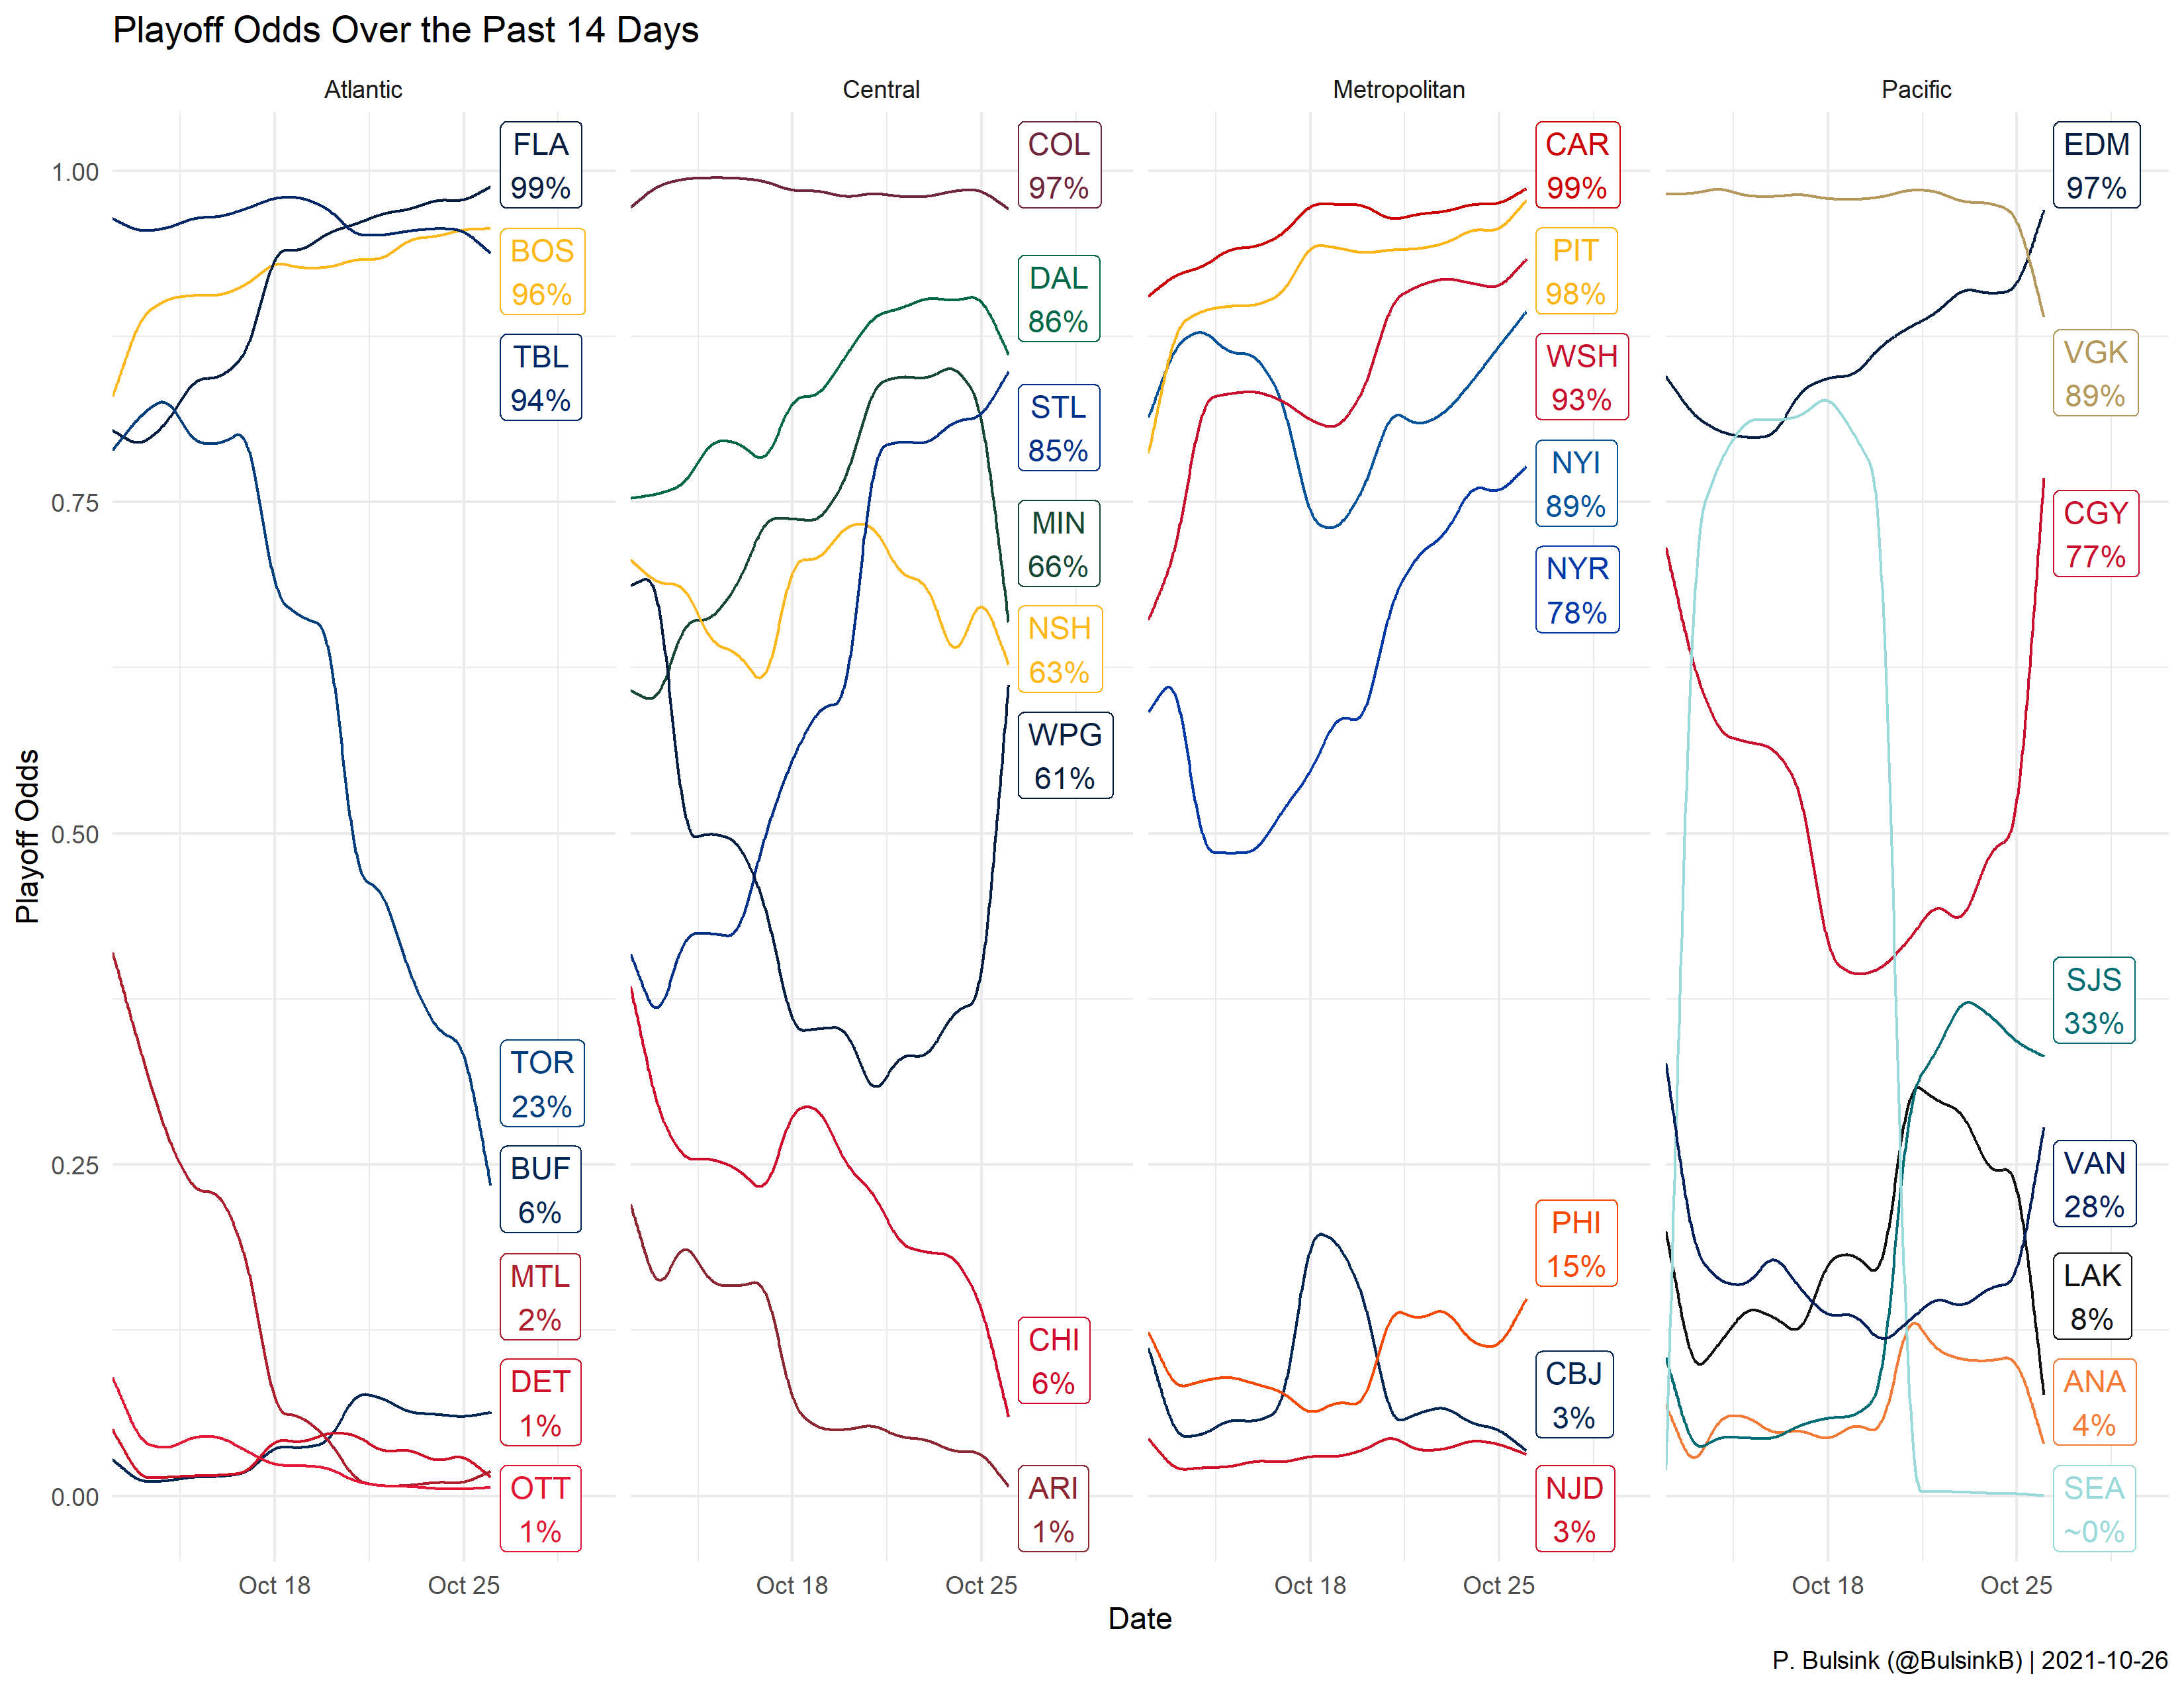 Playoff Odds Over the Past 14 Days
Atlantic
Central
Metropolitan
Pacific
Playoff Odds
1.00
0.75
0.50
0.25
0.00
FLA
99%
BOS
96%
TBL
94%
TOR
23%
BUF
6%
MTL
2%
DET
1%
OTT
1%
COL
97%
DAL
86%
STL
85%
MIN
66%
NSH
63%
WPG
61%
CHI
6%
ARI
1%
CAR
99%
PIT
98%
WSH
93%
NYI
89%
NYR
78%
PHI
15%
CBJ
3%
NJD
3%
EDM
97%
VGK
89%
CGY
77%
SJS
33%
VAN
28%
LAK
8%
ANA
4%
SEA
~0%
Oct 18
Oct 25
Oct 18
Oct 25
Oct 18
Oct 25
Oct 18
Oct 25
Date
P. Bulsink (@BulsinkB) | 2021-10-26